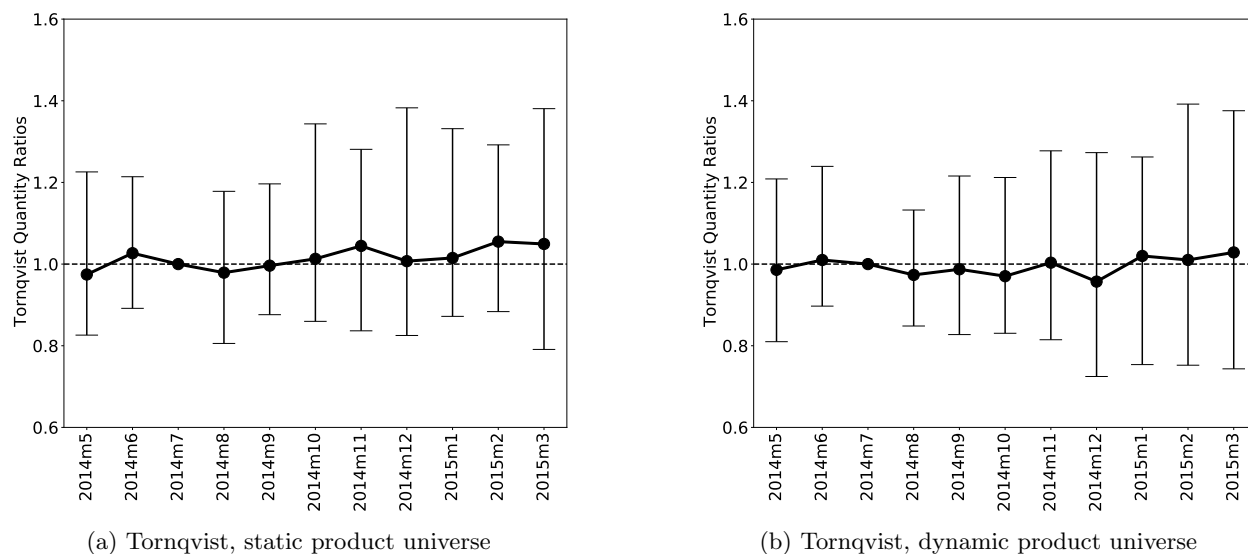 Tornqvist Quantity Ratios
1.6
1.4
1.2
1.0
0.8
0.6
2014m5
2014m6
2014m7
2014m8
2014m9
2014m10
2014m11
2014m12
2015m1
2015m2
2015m3
(a) Tornqvist, static product universe
Tornqvist Quantity Ratios
1.6
1.4
1.2
1.0
0.8
0.6
2014m5
2014m6
2014m7
2014m8
2014m9
2014m10
2014m11
2014m12
2015m1
2015m2
2015m3
(b) Tornqvist, dynamic product universe